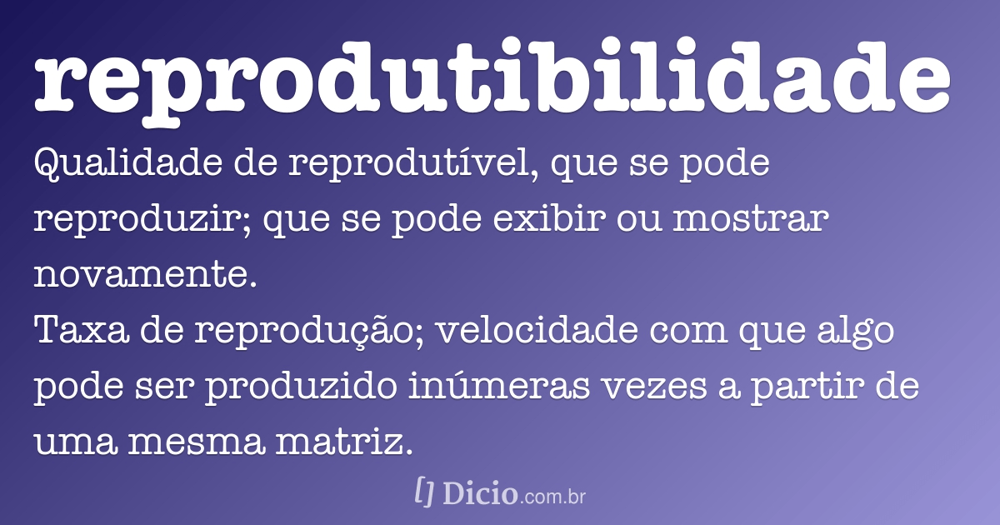 reprodutibilidade
Qualidade de reprodutível, que se pode
reproduzir; que se pode exibir ou mostrar
novamente.
Taxa de reprodução; velocidade com que algo
pode ser produzido inúmeras vezes a partir de
uma mesma matriz.
[] Dicio.com.br